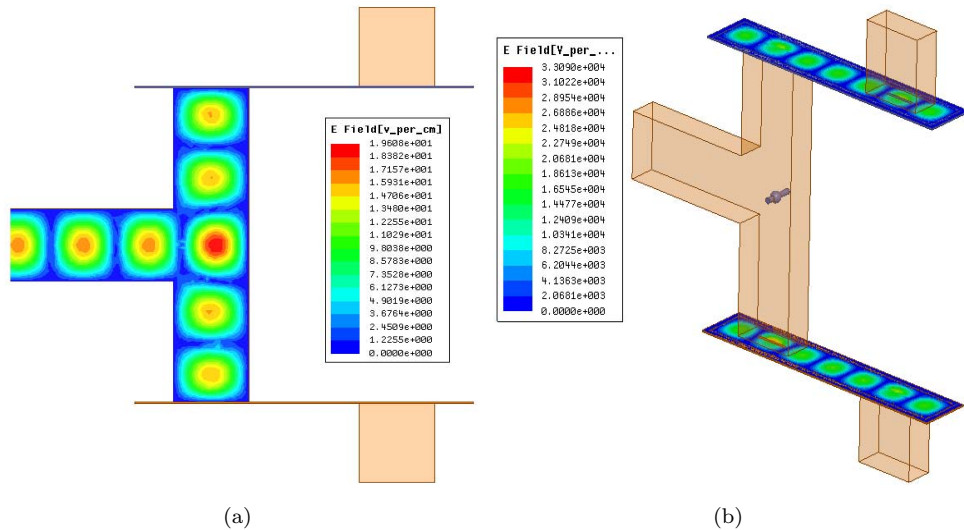 E Field[v_per_cm]
1.9608e+001
1.8382e+001
1.7157e+001
1.5931e+001
1.4706e+001
1.3480e+001
1.2255e+001
1.1029e+001
9.8038e+000
8.5783e+000
7.3528e+000
6.1273e+000
4.9019e+000
3.6764e+000
2.4509e+000
1.2255e+000
0.0000e+000
(a)
E Field[V_per_...
3.3090e+004
3.1022e+004
2.8954e+004
2.6886e+004
2.4818e+004
2.2749e+004
2.0681e+004
1.8613e+004
1.6545e+004
1.4477e+004
1.2409e+004
1.0341e+004
8.2725e+003
6.2044e+003
4.1363e+003
2.0681e+003
0.0000e+000
(b)